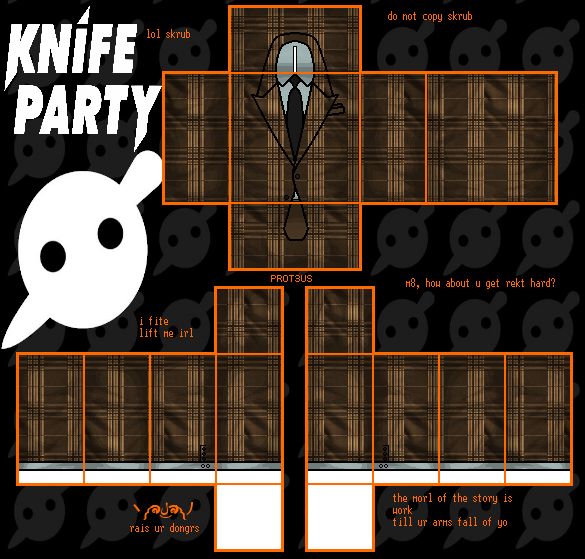 KNIFE
PARTY
lol skrub
do not copy skrub
PROT3US
m8, how about u get rekt hard?
i fite
lift me irl
rais ur dongrs
the morl of the story is
work
till ur arms fall of yo